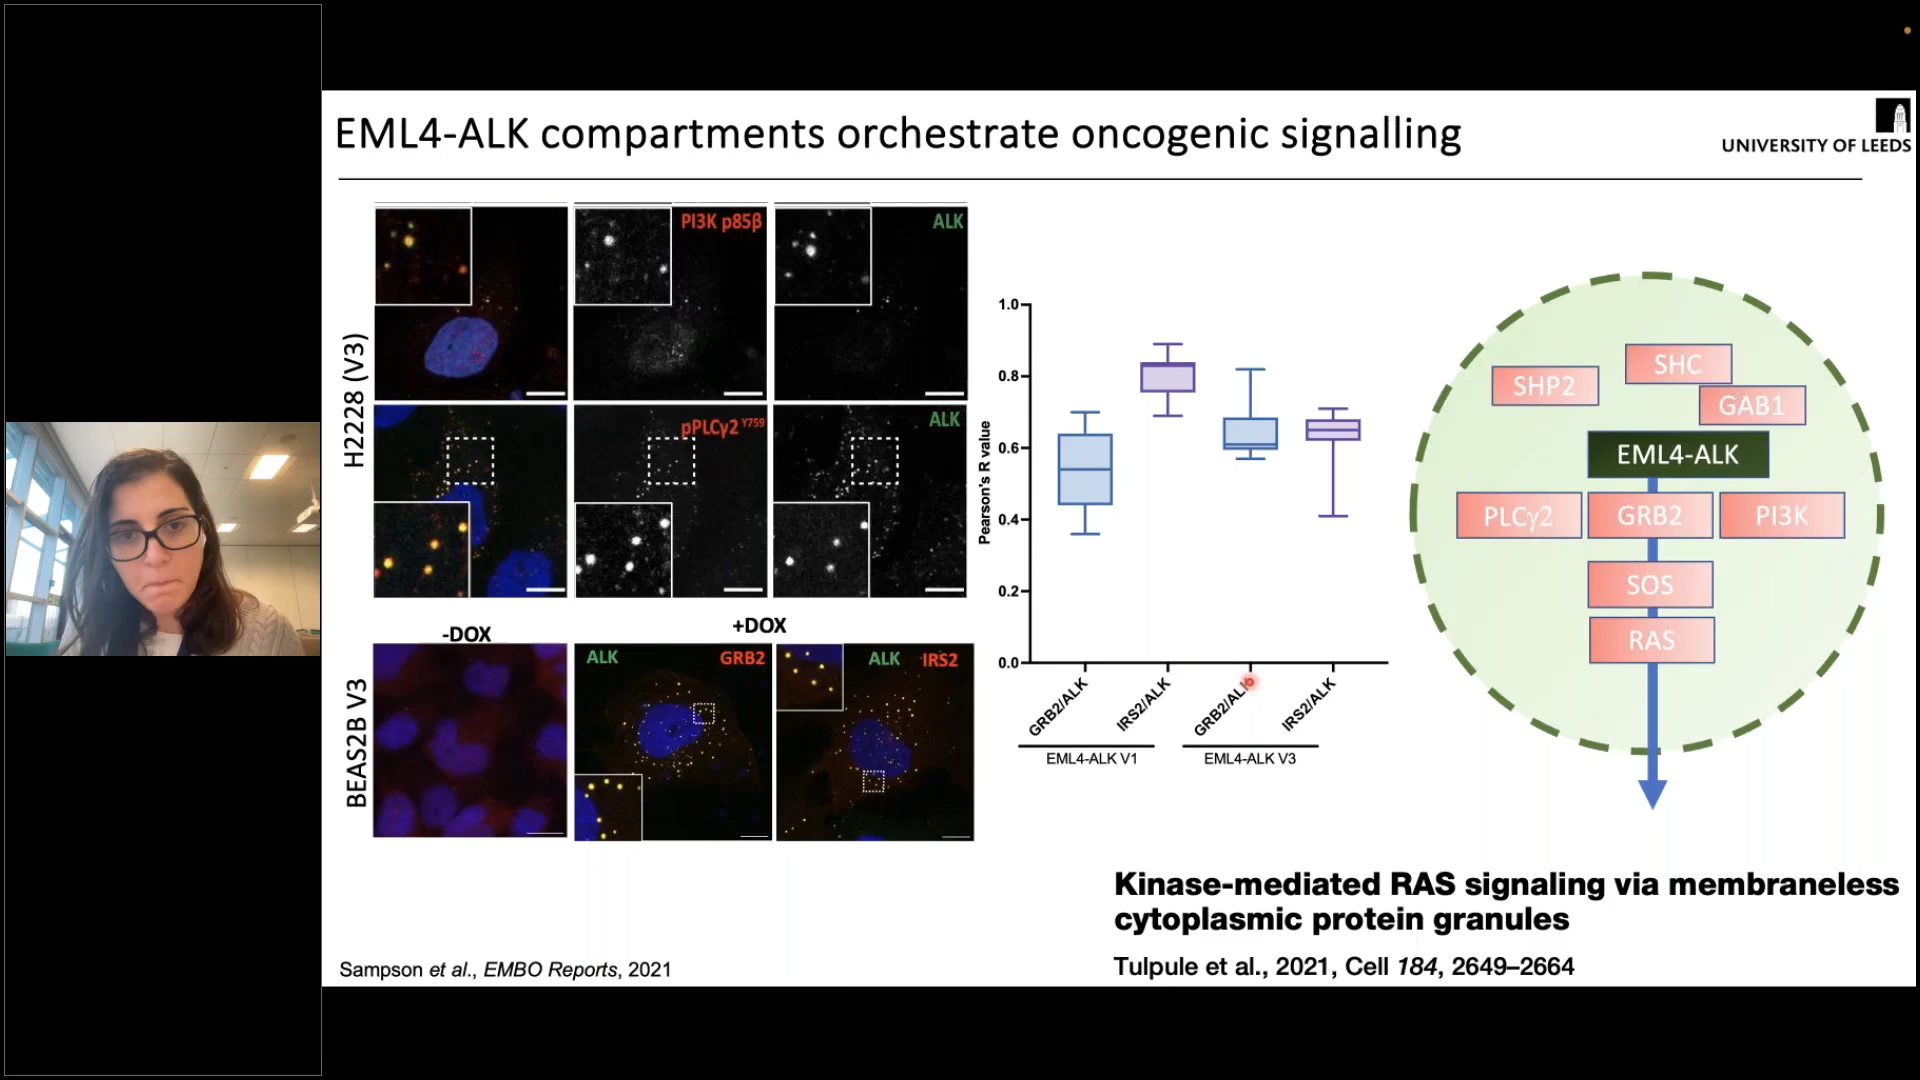 EML4-ALK compartments orchestrate oncogenic signalling
UNIVERSITY OF LEEDS
H2228 (V3)
PI3K p85β
ALK
pPLCγ2 Y759
ALK
-DOX
+DOX
BEAS2B V3
ALK
GRB2
ALK
IRS2
Pearson's R value
1.0
0.8
0.6
0.4
0.2
0.0
GRB2/ALK
IRS2/ALK
GRB2/ALK
IRS2/ALK
EML4-ALK V1
EML4-ALK V3
SHP2
SHC
GAB1
EML4-ALK
PLCγ2
GRB2
PI3K
SOS
RAS
Kinase-mediated RAS signaling via membraneless
cytoplasmic protein granules
Sampson et al., EMBO Reports, 2021
Tulpule et al., 2021, Cell 184, 2649–2664